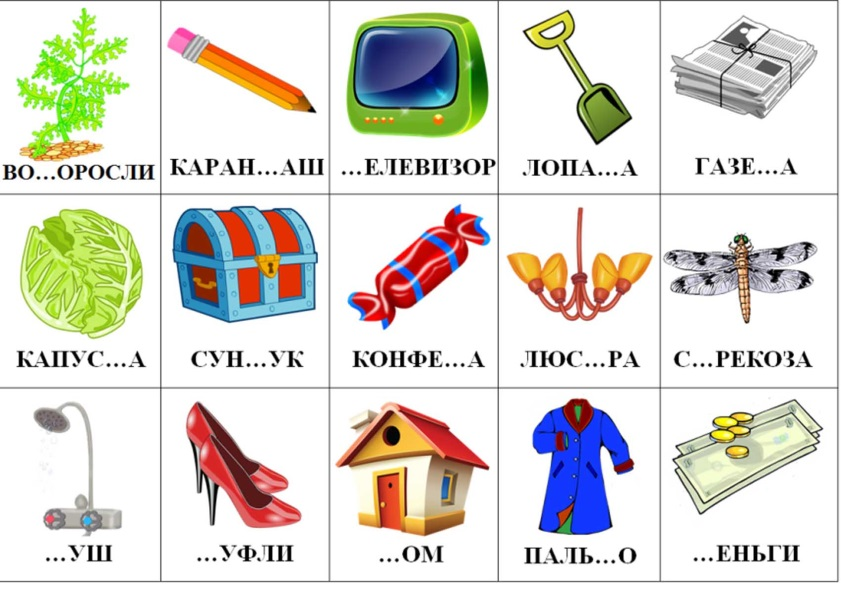 ВО...ОРОСЛИ
КАРАН...АШ
...ЕЛЕВИЗОР
ЛОПА...А
ГАЗЕ...А
КАПУС...А
СУН...УК
КОНФЕ...А
ЛЮС...РА
С...РЕКОЗА
...УШ
...УФЛИ
...ОМ
ПАЛЬ...О
...ЕНЬГИ